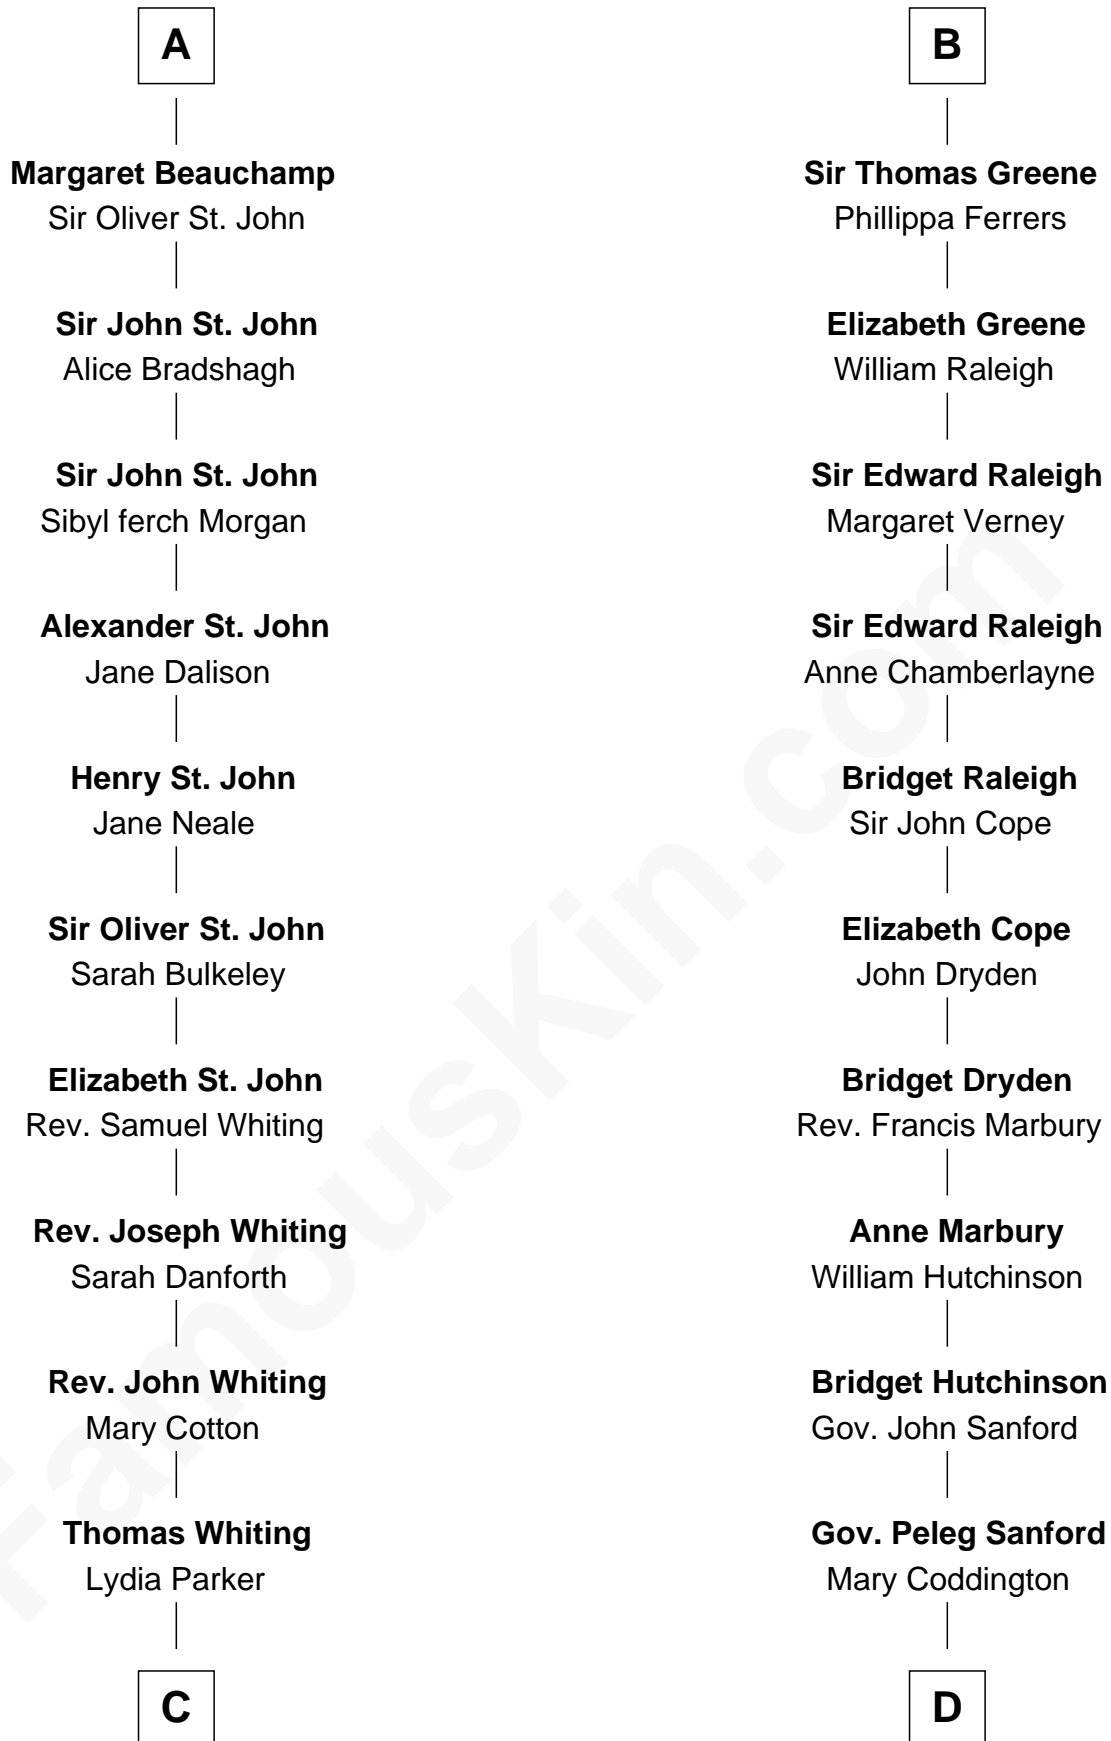 A
Margaret Beauchamp
Sir Oliver St. John
Sir John St. John
Alice Bradshagh
Sir John St. John
Sibyl ferch Morgan
Alexander St. John
Jane Dalison
Henry St. John
Jane Neale
Sir Oliver St. John
Sarah Bulkeley
Elizabeth St. John
Rev. Samuel Whiting
Rev. Joseph Whiting
Sarah Danforth
Rev. John Whiting
Mary Cotton
Thomas Whiting
Lydia Parker
C
B
Sir Thomas Greene
Phillippa Ferrers
Elizabeth Greene
William Raleigh
Sir Edward Raleigh
Margaret Verney
Sir Edward Raleigh
Anne Chamberlayne
Bridget Raleigh
Sir John Cope
Elizabeth Cope
John Dryden
Bridget Dryden
Rev. Francis Marbury
Anne Marbury
William Hutchinson
Bridget Hutchinson
Gov. John Sanford
Gov. Peleg Sanford
Mary Coddington
D
FamousKin.com